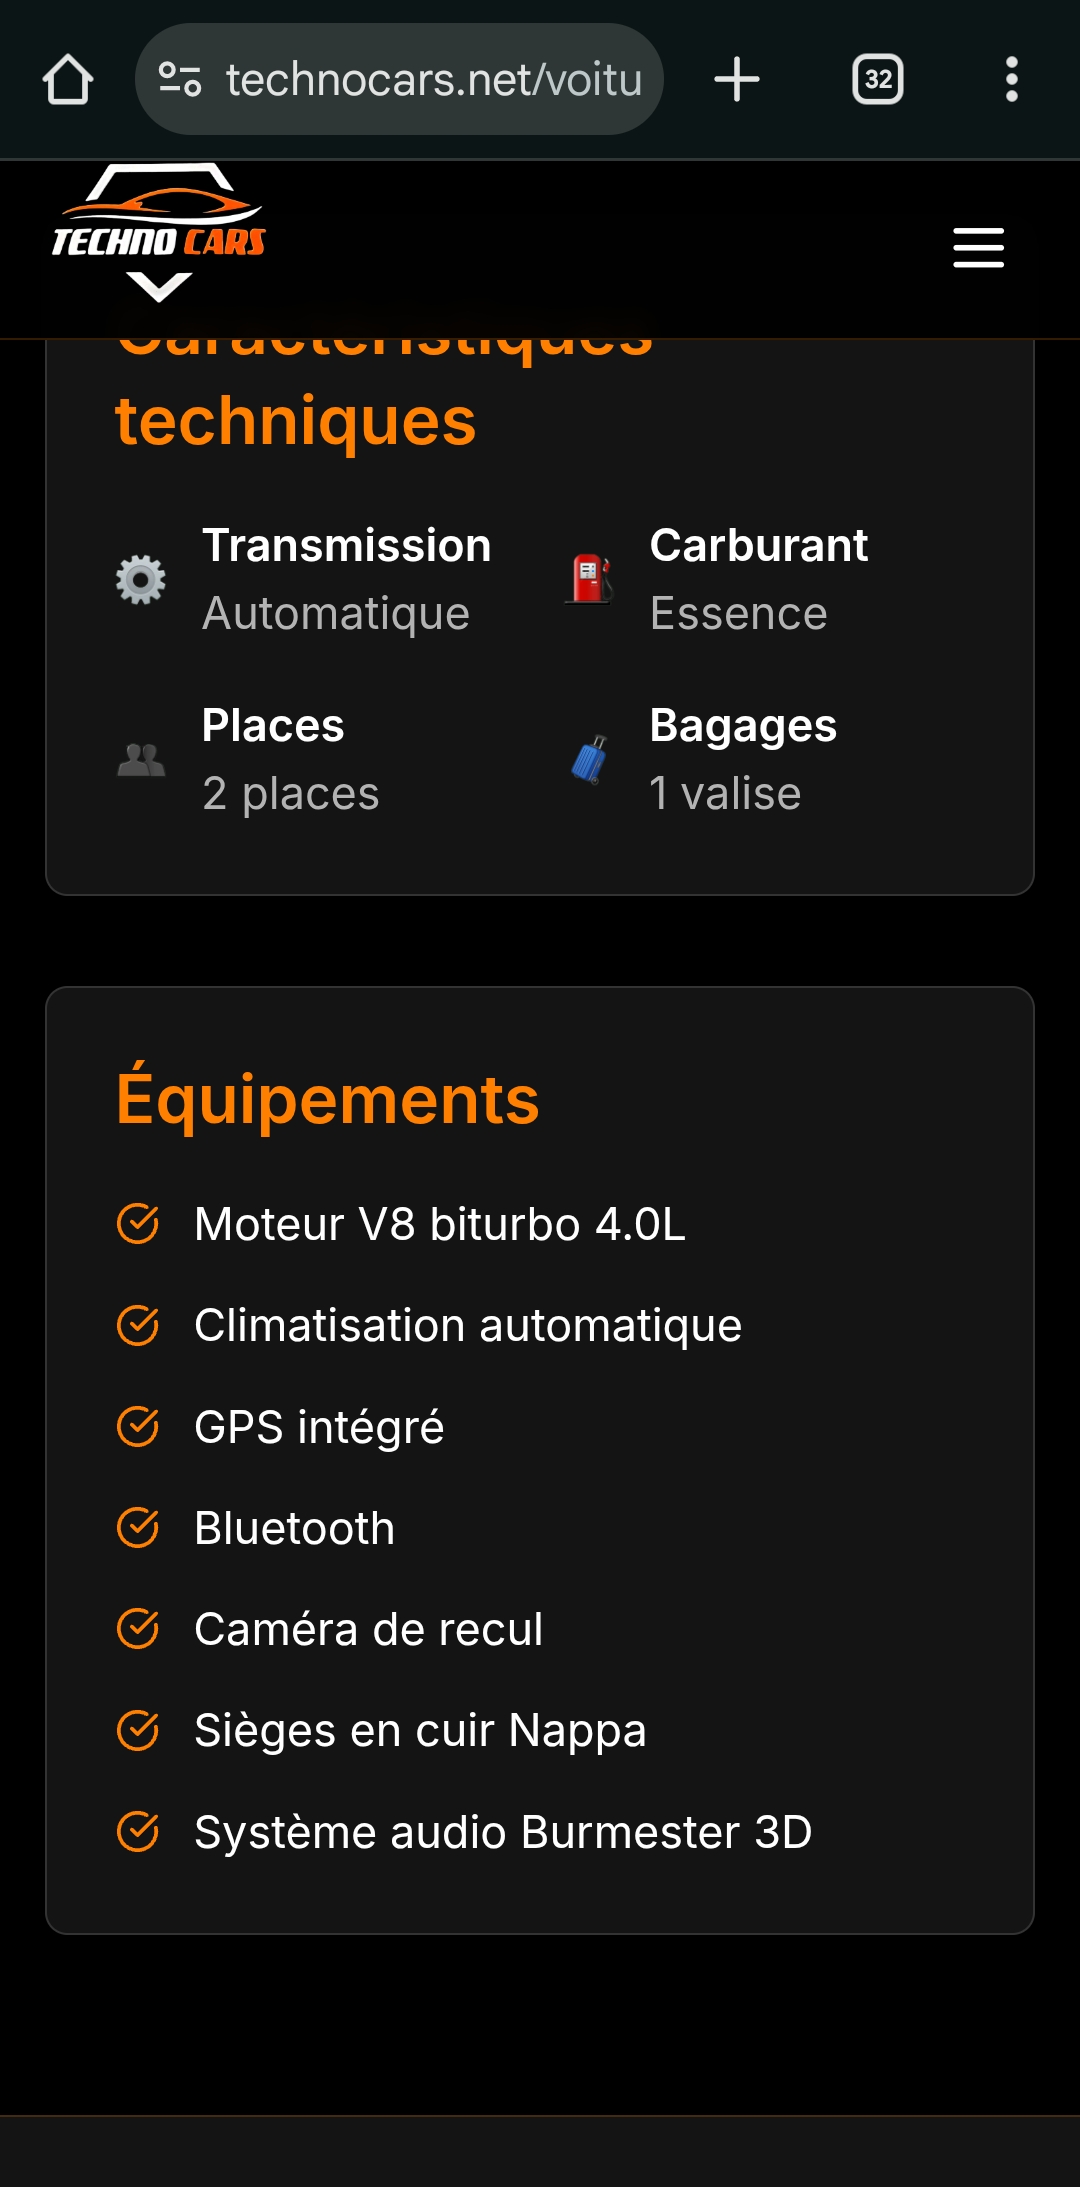 technocars.net/voitu
32
TECHNO CARS
Caractéristiques
techniques
Transmission
Automatique
Carburant
Essence
Places
2 places
Bagages
1 valise
Équipements
Moteur V8 biturbo 4.0L
Climatisation automatique
GPS intégré
Bluetooth
Caméra de recul
Sièges en cuir Nappa
Système audio Burmester 3D